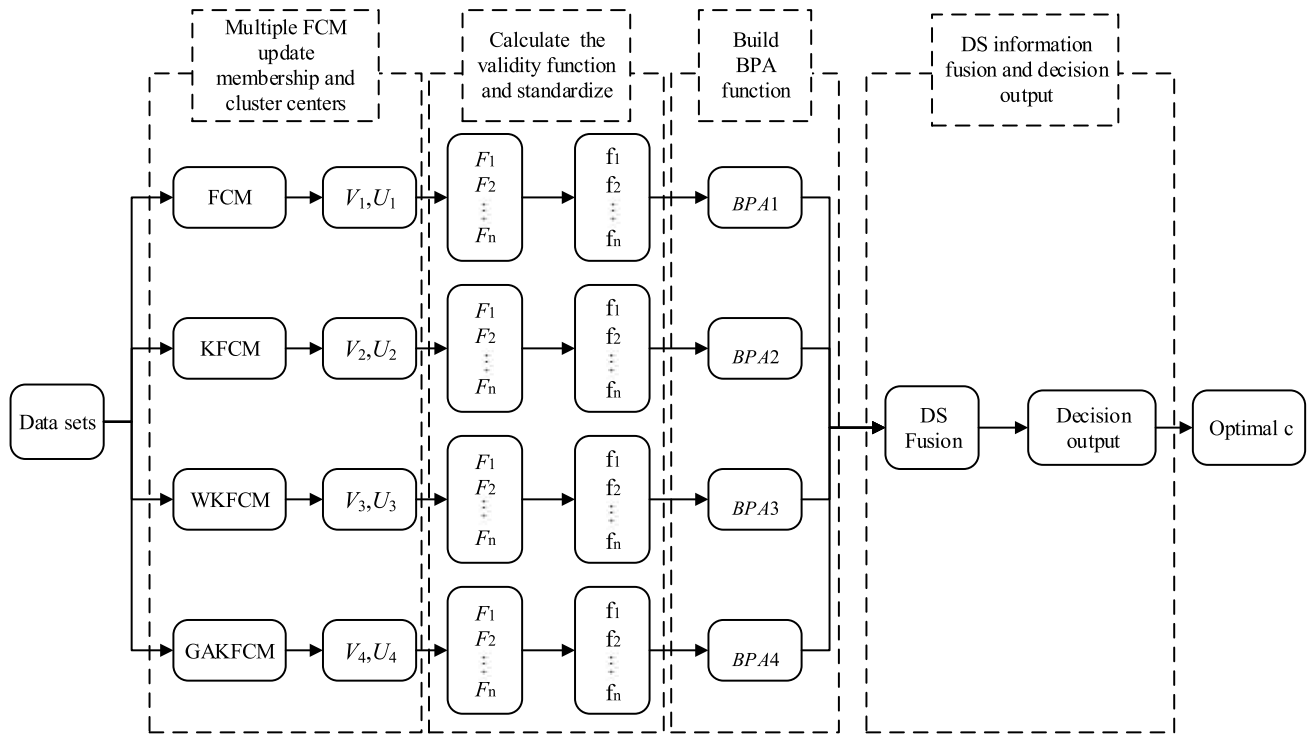 Multiple FCM
update
membership and
cluster centers
Calculate the
validity function
and standardize
Build
BPA
function
DS information
fusion and decision
output
Data sets
FCM
V1,U1
F1
F2
Fn
f1
f2
fn
BPA1
KFCM
V2,U2
F1
F2
Fn
f1
f2
fn
BPA2
WKFCM
V3,U3
F1
F2
Fn
f1
f2
fn
BPA3
GAKFCM
V4,U4
F1
F2
Fn
f1
f2
fn
BPA4
DS
Fusion
Decision
output
Optimal c